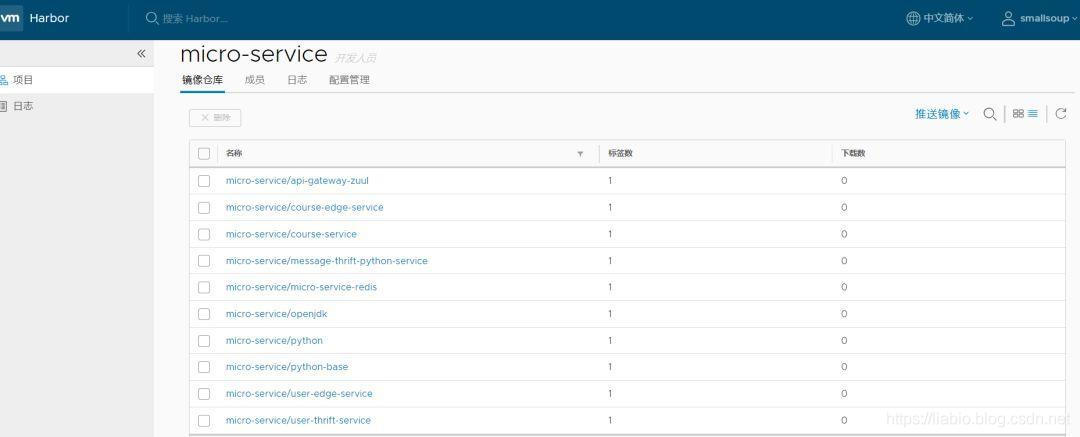 vm Harbor 搜索 Harbor... 中文简体 smallsoup
micro-service 开发人员
项目
日志
镜像仓库 成员 日志 配置管理
删除 推送镜像
名称 标签数 下载数
micro-service/api-gateway-zuul 1 0
micro-service/course-edge-service 1 0
micro-service/course-service 1 0
micro-service/message-thrift-python-service 1 0
micro-service/micro-service-redis 1 0
micro-service/openjdk 1 0
micro-service/python 1 0
micro-service/python-base 1 0
micro-service/user-edge-service 1 0
micro-service/user-thrift-service 1 0
https://liabio.blog.csdn.net